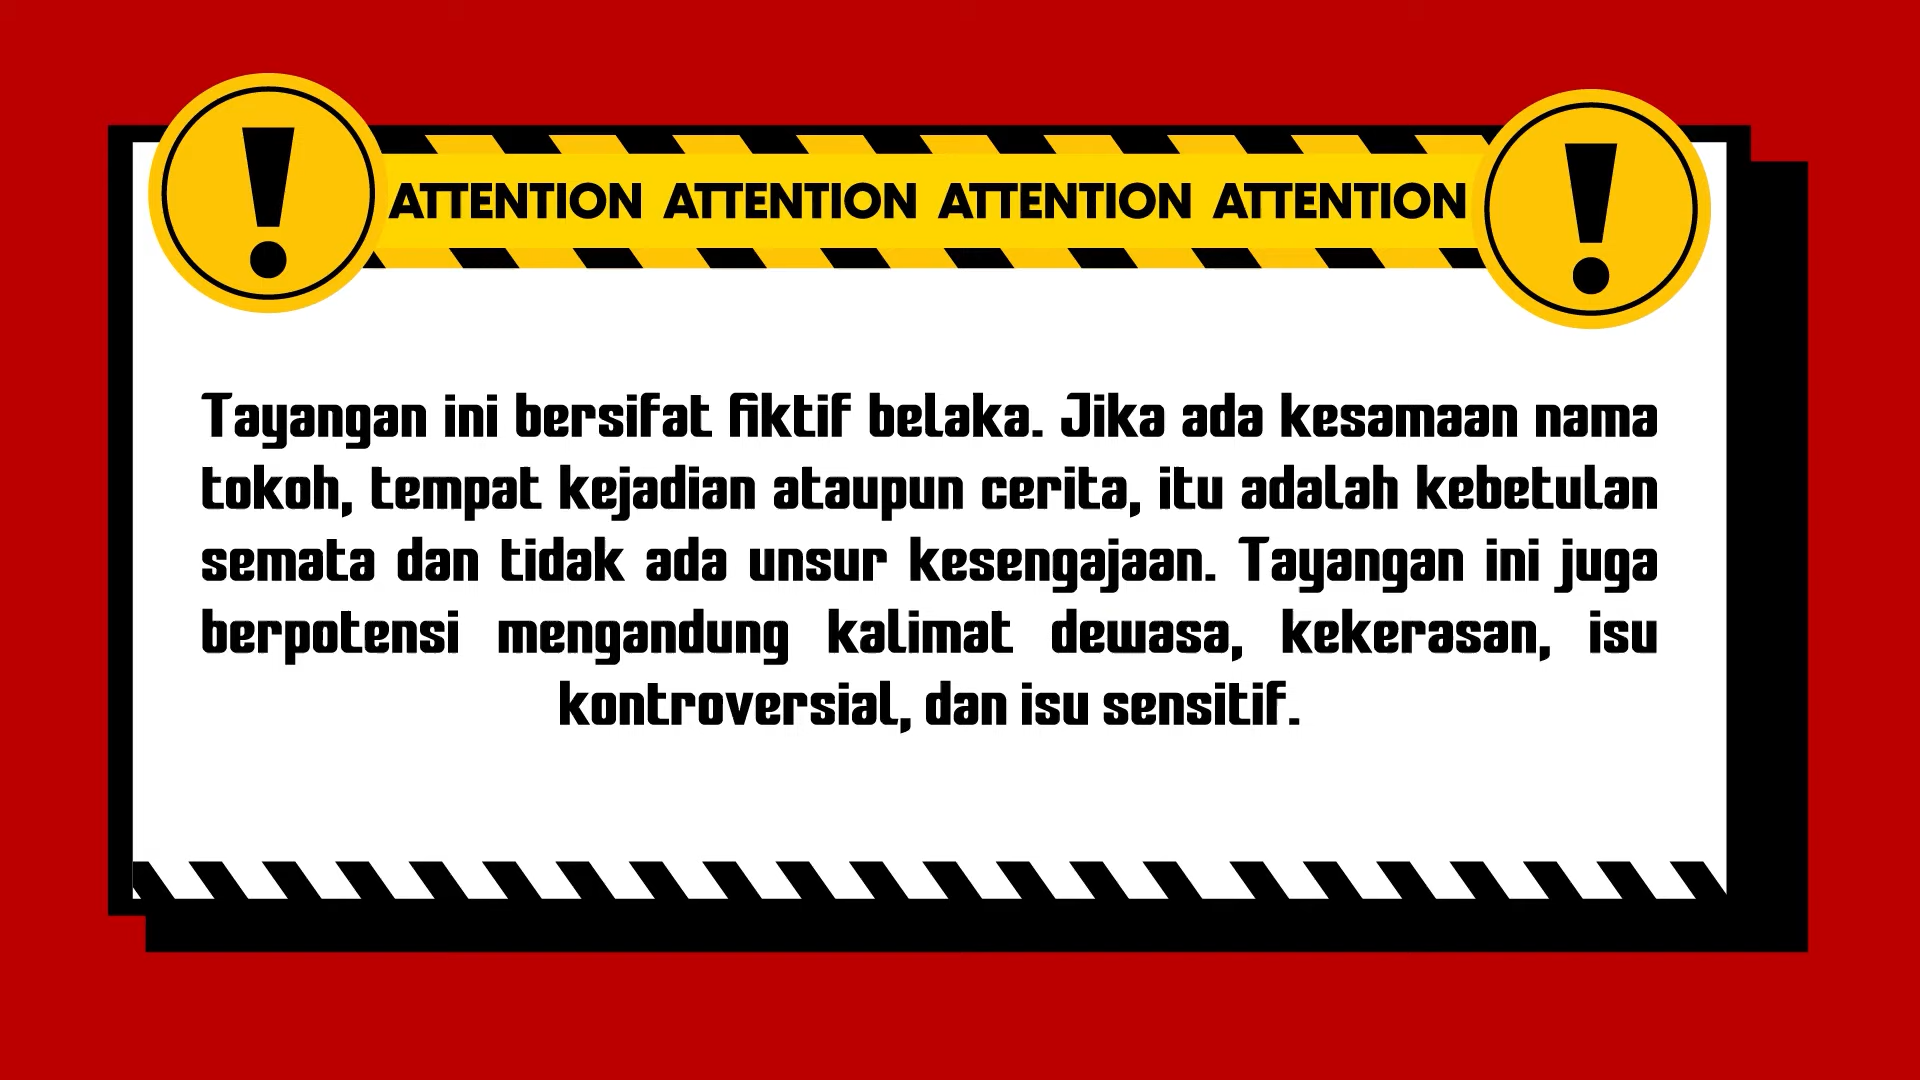 ATTENTION ATTENTION ATTENTION ATTENTION
Tayangan ini bersifat fiktif belaka. Jika ada kesamaan nama
tokoh, tempat kejadian ataupun cerita, itu adalah kebetulan
semata dan tidak ada unsur kesengajaan. Tayangan ini juga
berpotensi mengandung kalimat dewasa, kekerasan, isu
kontroversial, dan isu sensitif.